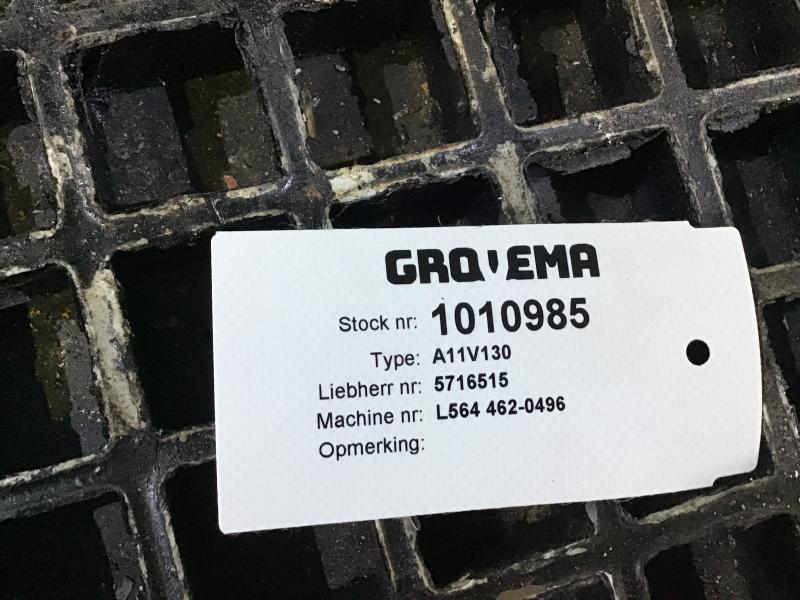 GRO'EMA
Stock nr: 1010985
Type: A11V130
Liebherr nr: 5716515
Machine nr: L564 462-0496
Opmerking: